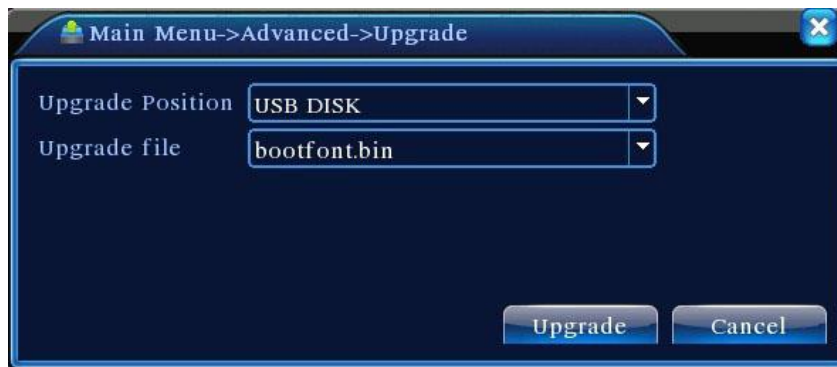 Main Menu->Advanced->Upgrade
Upgrade Position USB DISK
Upgrade file bootfont.bin
Upgrade Cancel